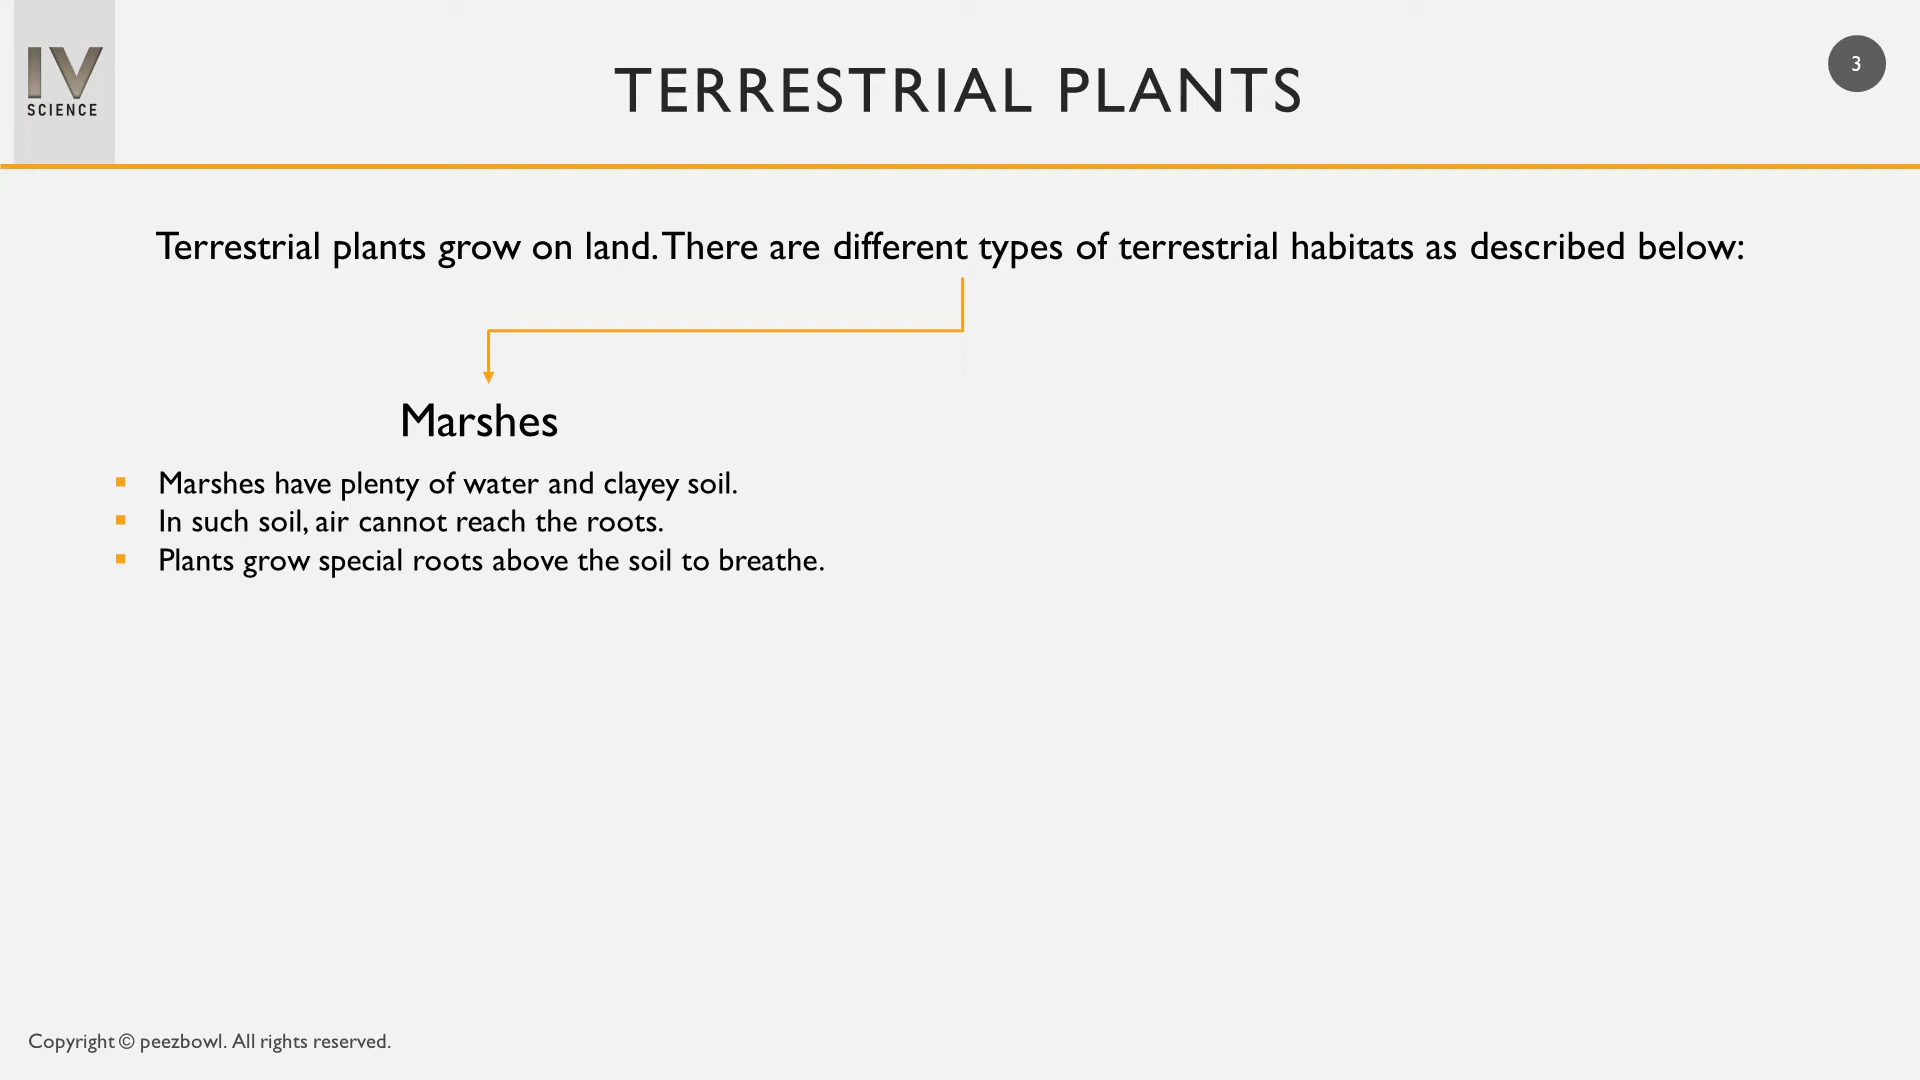 IV
SCIENCE
TERRESTRIAL PLANTS
3
Terrestrial plants grow on land. There are different types of terrestrial habitats as described below:
Marshes
▪ Marshes have plenty of water and clayey soil.
▪ In such soil, air cannot reach the roots.
▪ Plants grow special roots above the soil to breathe.
Copyright © peezbowl. All rights reserved.